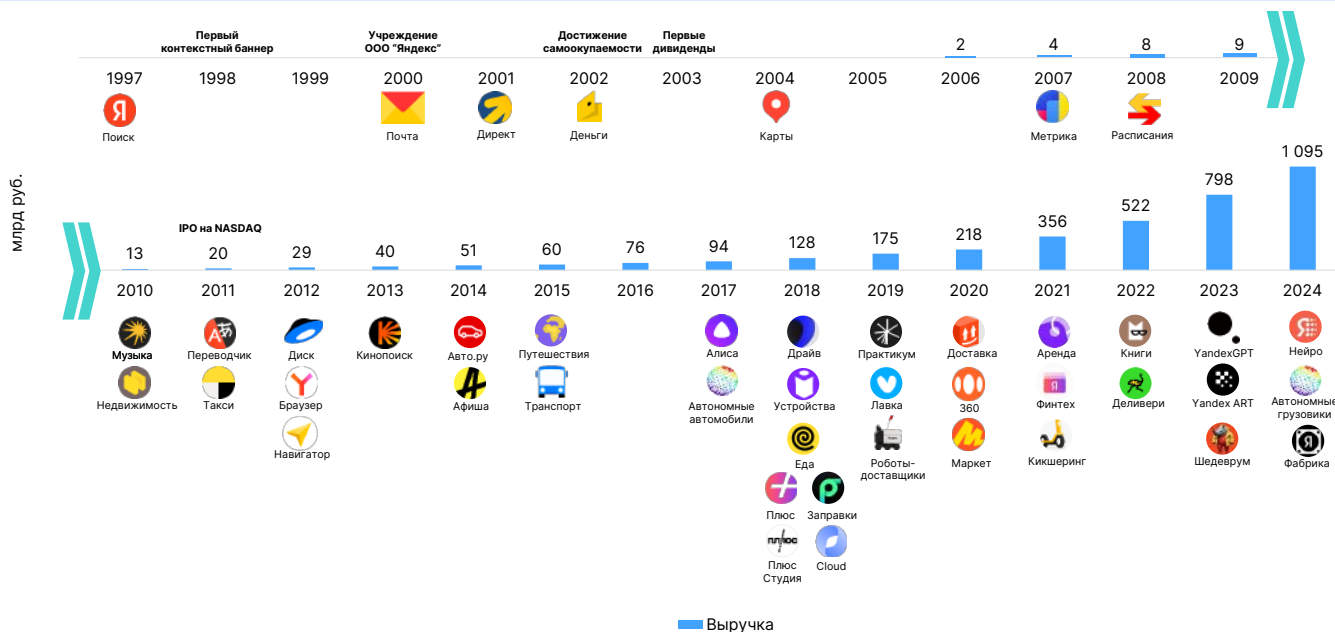 Первый
контекстный баннер
Учреждение
ООО "Яндекс"
Достижение
самоокупаемости
Первые
дивиденды
2 4 8 9
1997 1998 1999 2000 2001 2002 2003 2004 2005 2006 2007 2008 2009
Я
Поиск Почта Директ Деньги Карты Метрика Расписания
млрд руб.
IPO на NASDAQ
13 20 29 40 51 60 76 94 128 175 218 356 522 798 1 095
2010 2011 2012 2013 2014 2015 2016 2017 2018 2019 2020 2021 2022 2023 2024
Музыка Переводчик Диск Кинопоиск Авто.ру Путешествия Алиса Драйв Практикум Доставка Аренда Книги YandexGPT Нейро
Недвижимость Такси Браузер Афиша Транспорт Автономные
автомобили
Устройства Лавка 360 Финтех Деливери Yandex ART Автономные
грузовики
Навигатор Еда Роботы-
доставщики
Маркет Кикшеринг Шедеврум Фабрика
Плюс Заправки
плюс
Плюс
Студия
Cloud
Выручка